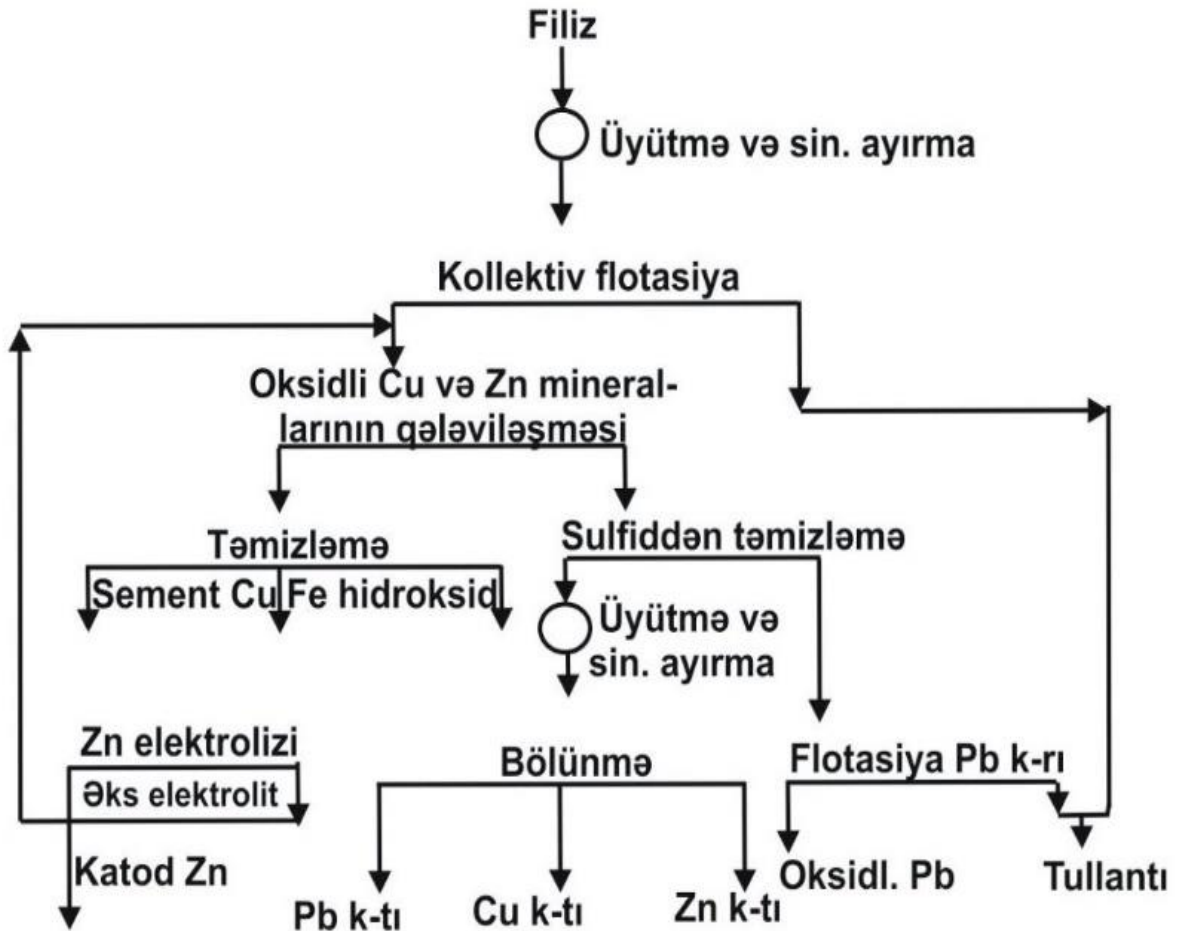 Filiz
Üyütmə və sin. ayırma
Kollektiv flotasiya
Oksidli Cu və Zn mineral-
larının qələviləşməsi
Təmizləmə
Sulfiddən təmizləmə
Sement Cu Fe hidroksid
Üyütmə və
sin. ayırma
Zn elektrolizi
Bölünmə
Flotasiya Pb k-rı
Əks elektrolit
Katod Zn
Pb k-tı
Cu k-tı
Zn k-tı
Oksidl. Pb
Tullantı